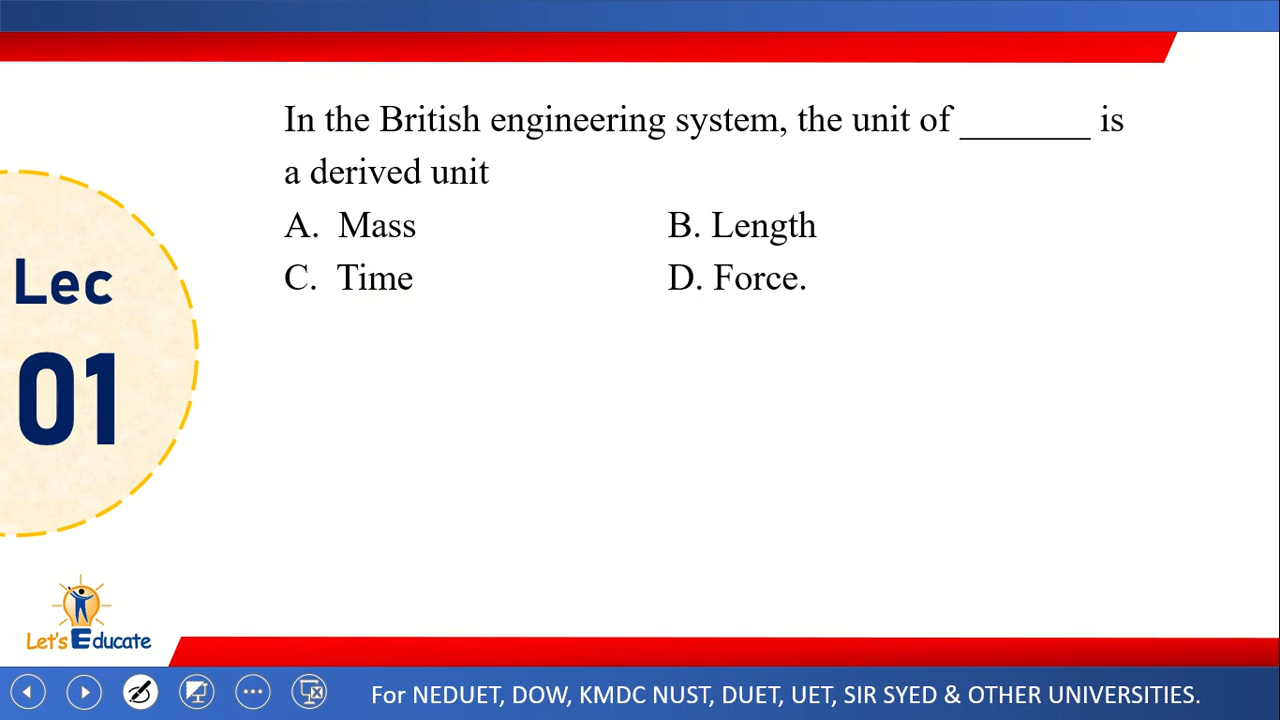 In the British engineering system, the unit of _______ is
a derived unit
A. Mass B. Length
C. Time D. Force.
Lec
01
Let's Educate
For NEDUET, DOW, KMDC NUST, DUET, UET, SIR SYED & OTHER UNIVERSITIES.